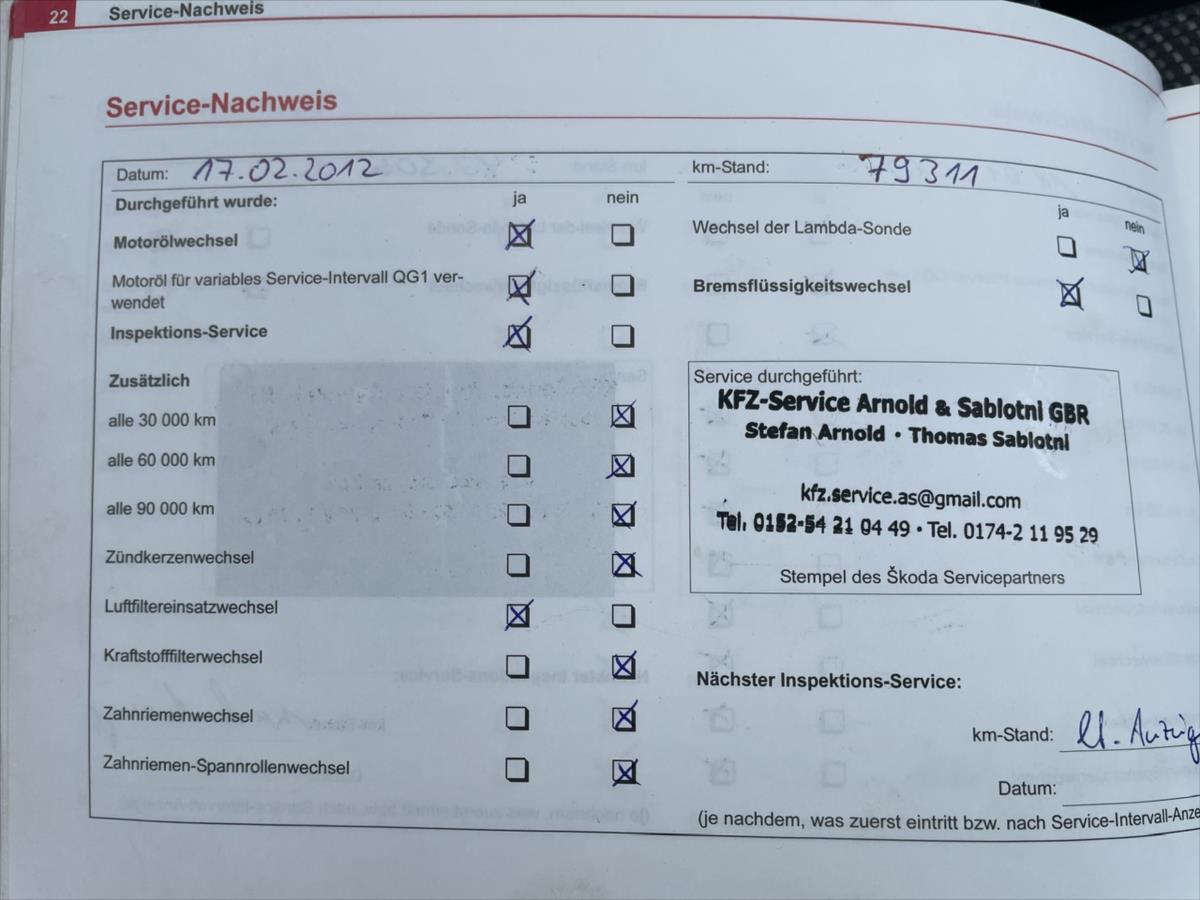 22 Service-Nachweis
Service-Nachweis
Datum: 17.02.2012
km-Stand: 79311
Durchgeführt wurde: ja nein
Motorölwechsel
Motoröl für variables Service-Intervall QG1 ver-
wendet
Inspektions-Service
Zusätzlich
alle 30 000 km
alle 60 000 km
alle 90 000 km
Zündkerzenwechsel
Luftfiltereinsatzwechsel
Kraftstofffilterwechsel
Zahnriemenwechsel
Zahnriemen-Spannrollenwechsel
ja nein
Wechsel der Lambda-Sonde
Bremsflüssigkeitswechsel
Service durchgeführt:
KFZ-Service Arnold & Sablotni GBR
Stefan Arnold • Thomas Sablotni
kfz.service.as@gmail.com
Tel. 0152-54 21 04 49 • Tel. 0174-2 11 95 29
Stempel des Škoda Servicepartners
Nächster Inspektions-Service:
km-Stand:
Datum:
(je nachdem, was zuerst eintritt bzw. nach Service-Intervall-Anze